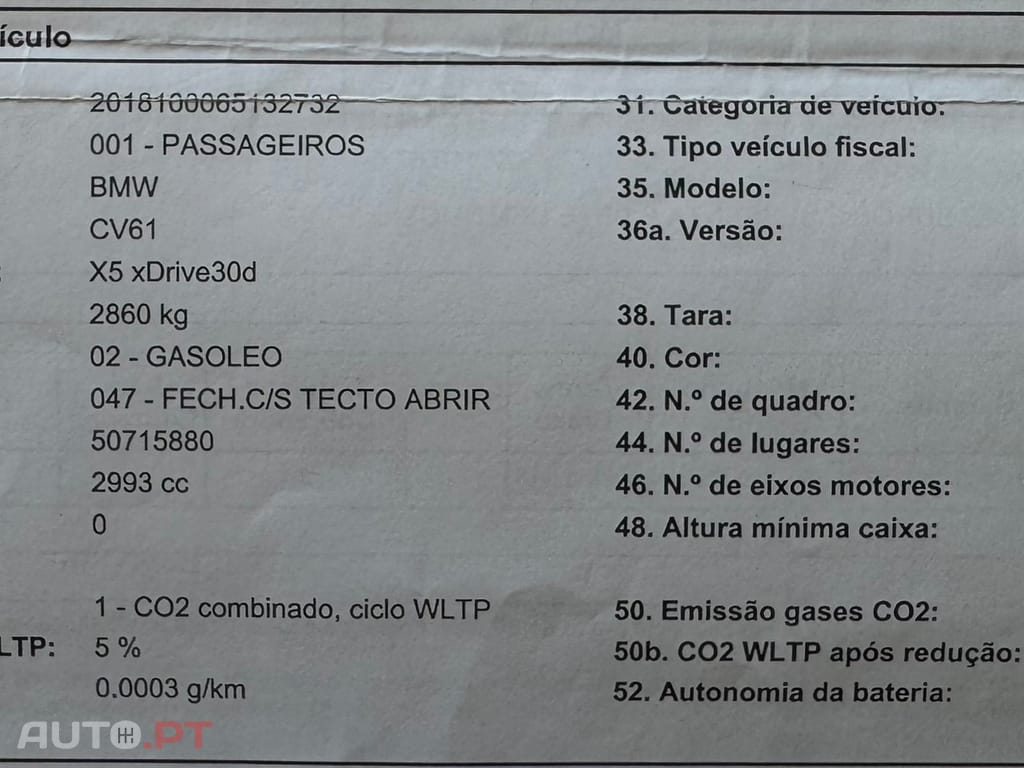 ículo
2018100065132732 31. Categoria de veículo:
001 - PASSAGEIROS 33. Tipo veículo fiscal:
BMW 35. Modelo:
CV61 36a. Versão:
: X5 xDrive30d
2860 kg 38. Tara:
02 - GASOLEO 40. Cor:
047 - FECH.C/S TECTO ABRIR 42. N.º de quadro:
50715880 44. N.º de lugares:
2993 cc 46. N.º de eixos motores:
0 48. Altura mínima caixa:
1 - CO2 combinado, ciclo WLTP 50. Emissão gases CO2:
LTP: 5 % 50b. CO2 WLTP após redução:
0.0003 g/km 52. Autonomia da bateria:
AUTO.PT